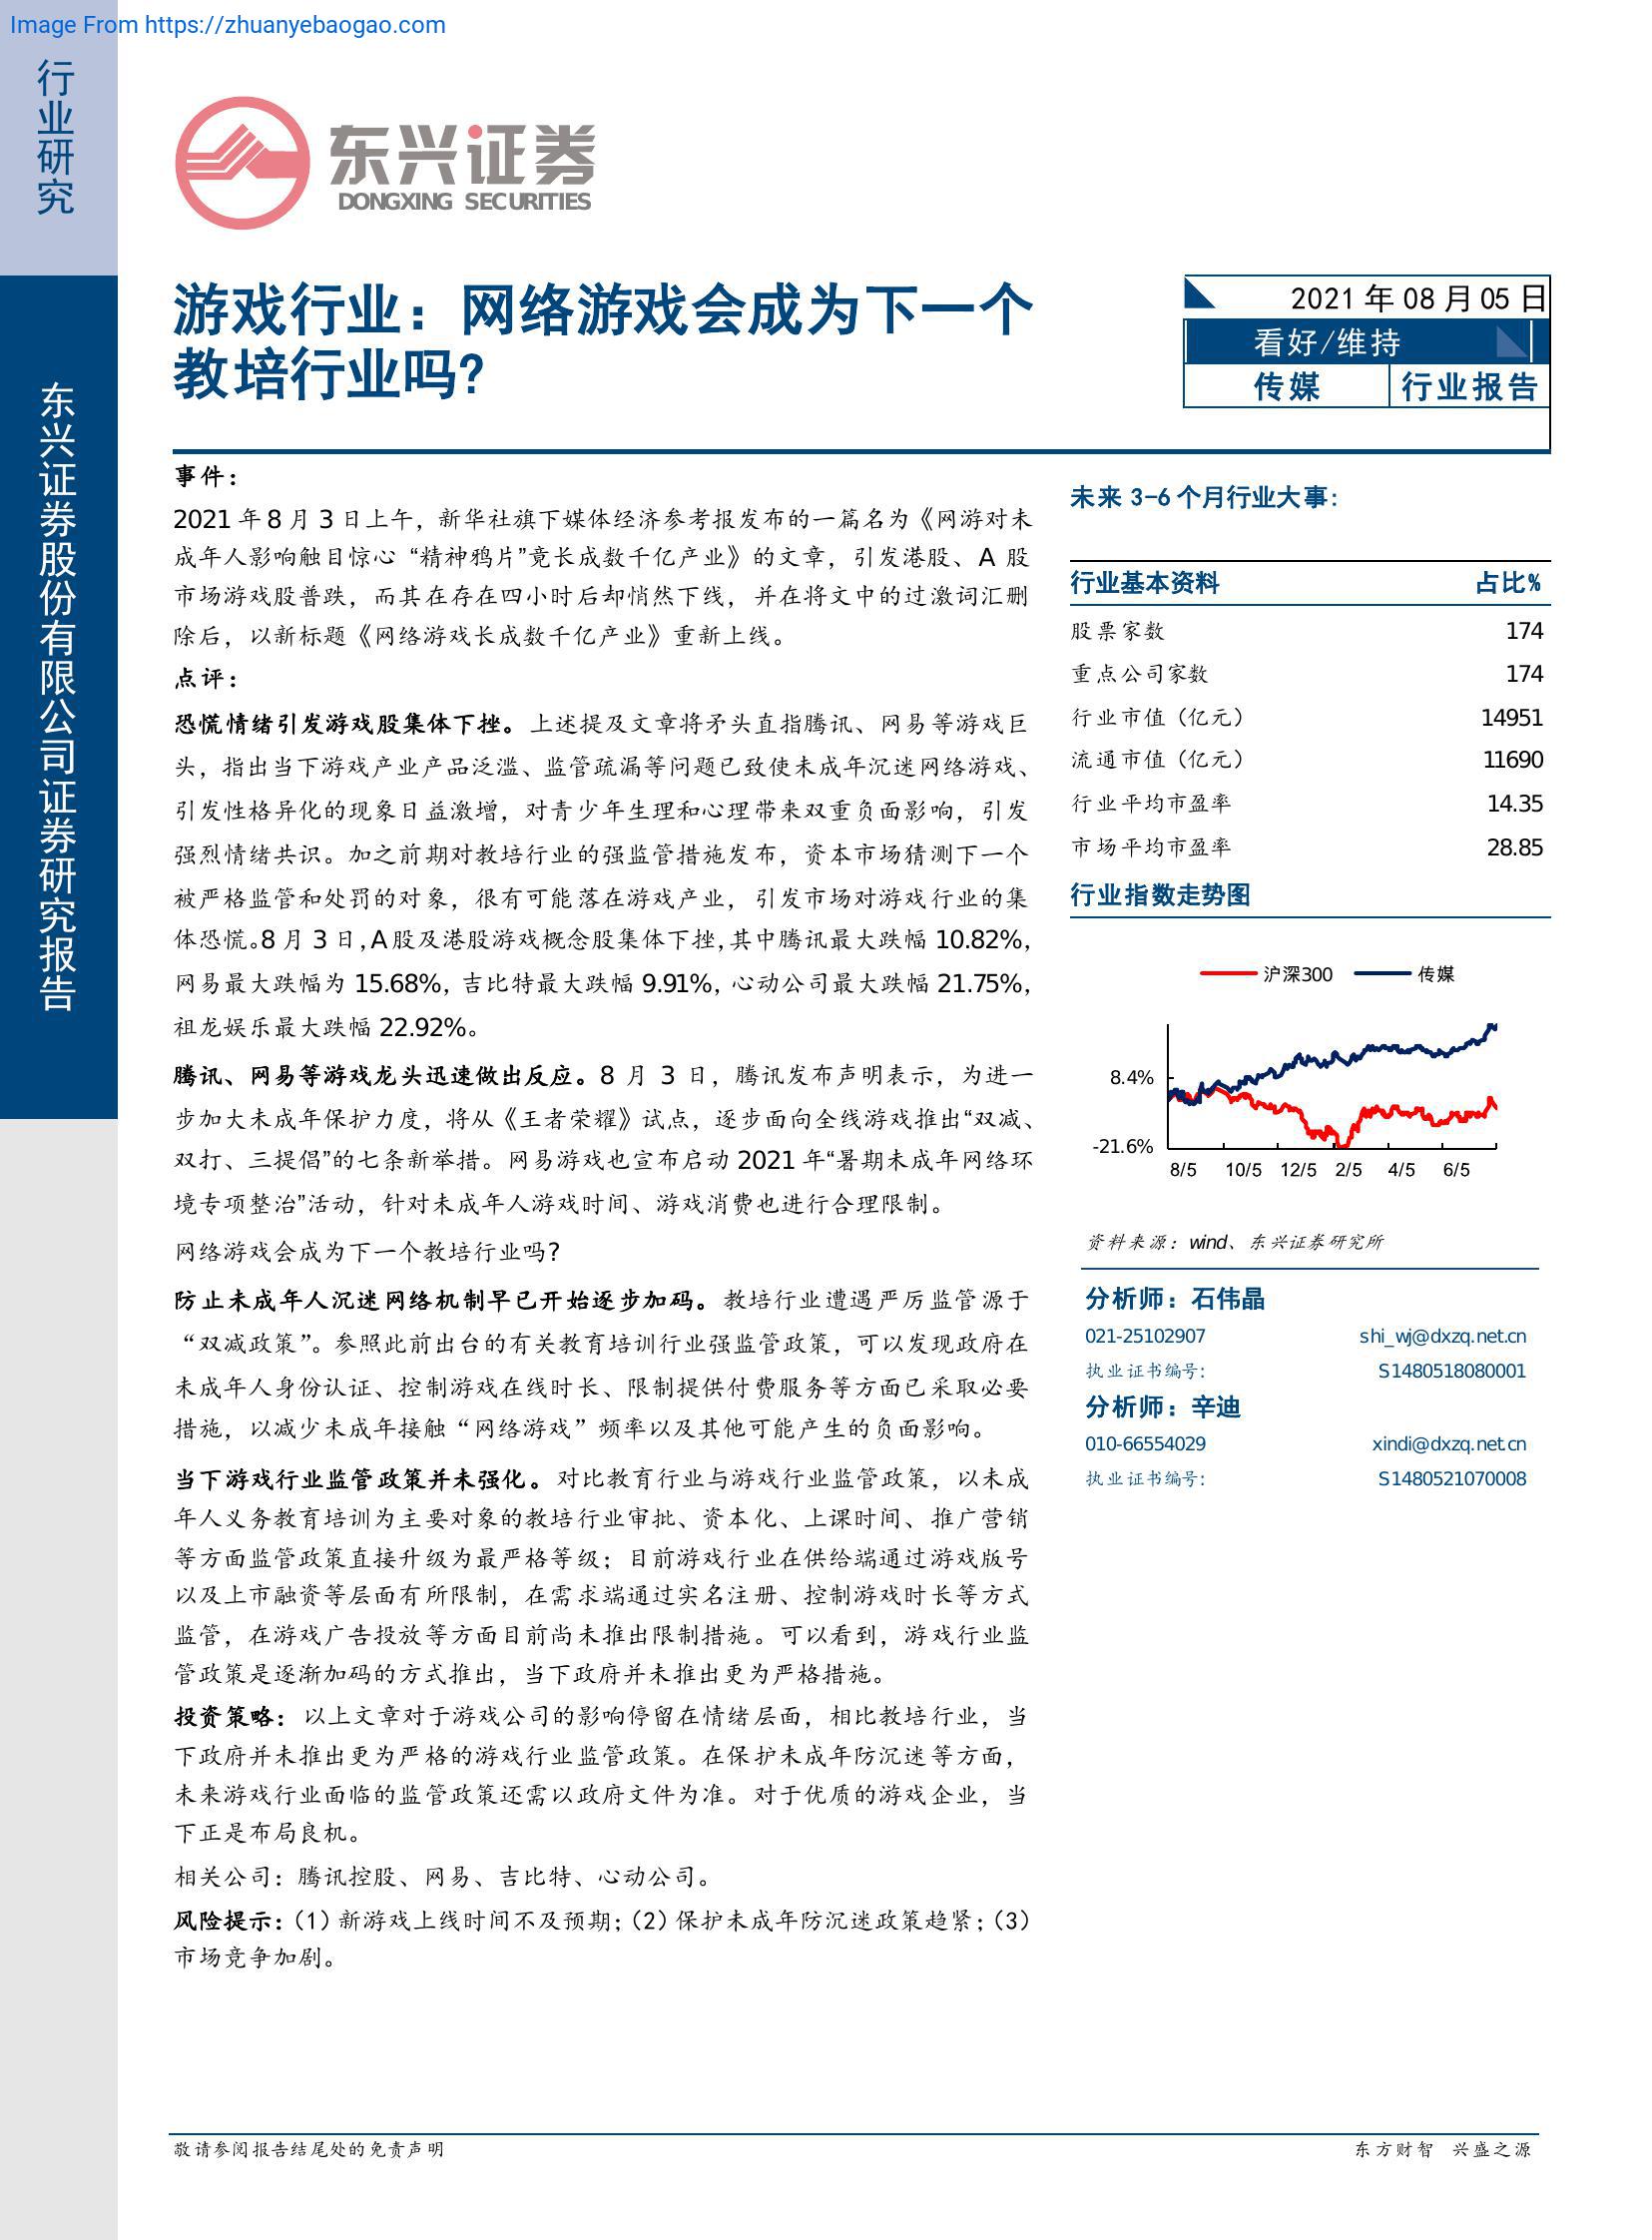 Image From https://zhuanyebaogao.com
行业研究
东兴证券股份有限公司证券研究报告
东兴证券
DONGXING SECURITIES
游戏行业：网络游戏会成为下一个
教培行业吗？
2021 年 08 月 05 日
看好/维持
传媒 行业报告
事件：
2021 年 8 月 3 日上午，新华社旗下媒体经济参考报发布的一篇名为《网游对未
成年人影响触目惊心 “精神鸦片”竟长成数千亿产业》的文章，引发港股、A 股
市场游戏股普跌，而其在存在四小时后却悄然下线，并在将文中的过激词汇删
除后，以新标题《网络游戏长成数千亿产业》重新上线。
点评：
恐慌情绪引发游戏股集体下挫。上述提及文章将矛头直指腾讯、网易等游戏巨
头，指出当下游戏产业产品泛滥、监管疏漏等问题已致使未成年沉迷网络游戏、
引发性格异化的现象日益激增，对青少年生理和心理带来双重负面影响，引发
强烈情绪共识。加之前期对教培行业的强监管措施发布，资本市场猜测下一个
被严格监管和处罚的对象，很有可能落在游戏产业，引发市场对游戏行业的集
体恐慌。8 月 3 日，A 股及港股游戏概念股集体下挫，其中腾讯最大跌幅 10.82%，
网易最大跌幅为 15.68%，吉比特最大跌幅 9.91%，心动公司最大跌幅 21.75%，
祖龙娱乐最大跌幅 22.92%。
腾讯、网易等游戏龙头迅速做出反应。8 月 3 日，腾讯发布声明表示，为进一
步加大未成年保护力度，将从《王者荣耀》试点，逐步面向全线游戏推出“双减、
双打、三提倡”的七条新举措。网易游戏也宣布启动 2021 年“暑期未成年网络环
境专项整治”活动，针对未成年人游戏时间、游戏消费也进行合理限制。
网络游戏会成为下一个教培行业吗？
防止未成年人沉迷网络机制早已开始逐步加码。教培行业遭遇严厉监管源于
“双减政策”。参照此前出台的有关教育培训行业强监管政策，可以发现政府在
未成年人身份认证、控制游戏在线时长、限制提供付费服务等方面已采取必要
措施，以减少未成年接触“网络游戏”频率以及其他可能产生的负面影响。
当下游戏行业监管政策并未强化。对比教育行业与游戏行业监管政策，以未成
年人义务教育培训为主要对象的教培行业审批、资本化、上课时间、推广营销
等方面监管政策直接升级为最严格等级；目前游戏行业在供给端通过游戏版号
以及上市融资等层面有所限制，在需求端通过实名注册、控制游戏时长等方式
监管，在游戏广告投放等方面目前尚未推出限制措施。可以看到，游戏行业监
管政策是逐渐加码的方式推出，当下政府并未推出更为严格措施。
投资策略：以上文章对于游戏公司的影响停留在情绪层面，相比教培行业，当
下政府并未推出更为严格的游戏行业监管政策。在保护未成年防沉迷等方面，
未来游戏行业面临的监管政策还需以政府文件为准。对于优质的游戏企业，当
下正是布局良机。
相关公司：腾讯控股、网易、吉比特、心动公司。
风险提示：（1）新游戏上线时间不及预期；（2）保护未成年防沉迷政策趋紧；（3）
市场竞争加剧。
未来 3-6 个月行业大事：
行业基本资料 占比%
股票家数 174
重点公司家数 174
行业市值（亿元） 14951
流通市值（亿元） 11690
行业平均市盈率 14.35
市场平均市盈率 28.85
行业指数走势图
沪深300 传媒
8.4%
-21.6%
8/5 10/5 12/5 2/5 4/5 6/5
资料来源：wind、东兴证券研究所
分析师：石伟晶
021-25102907 shi_wj@dxzq.net.cn
执业证书编号： S1480518080001
分析师：辛迪
010-66554029 xindi@dxzq.net.cn
执业证书编号： S1480521070008
敬请参阅报告结尾处的免责声明 东方财智 兴盛之源